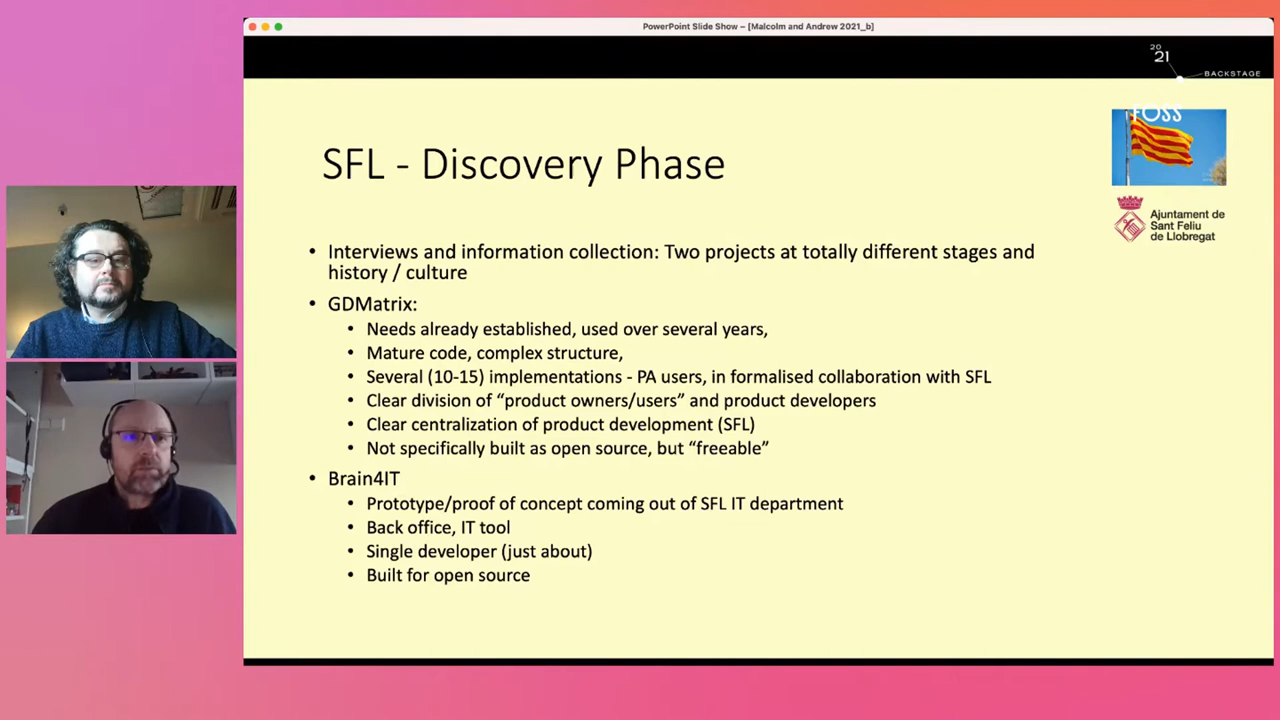 PowerPoint Slide Show – [Malcolm and Andrew 2021_b]
20
21
BACKSTAGE
FOSS
SFL - Discovery Phase
Ajuntament de
Sant Feliu
de Llobregat
• Interviews and information collection: Two projects at totally different stages and
history / culture
• GDMatrix:
• Needs already established, used over several years,
• Mature code, complex structure,
• Several (10-15) implementations - PA users, in formalised collaboration with SFL
• Clear division of “product owners/users” and product developers
• Clear centralization of product development (SFL)
• Not specifically built as open source, but “freeable”
• Brain4IT
• Prototype/proof of concept coming out of SFL IT department
• Back office, IT tool
• Single developer (just about)
• Built for open source